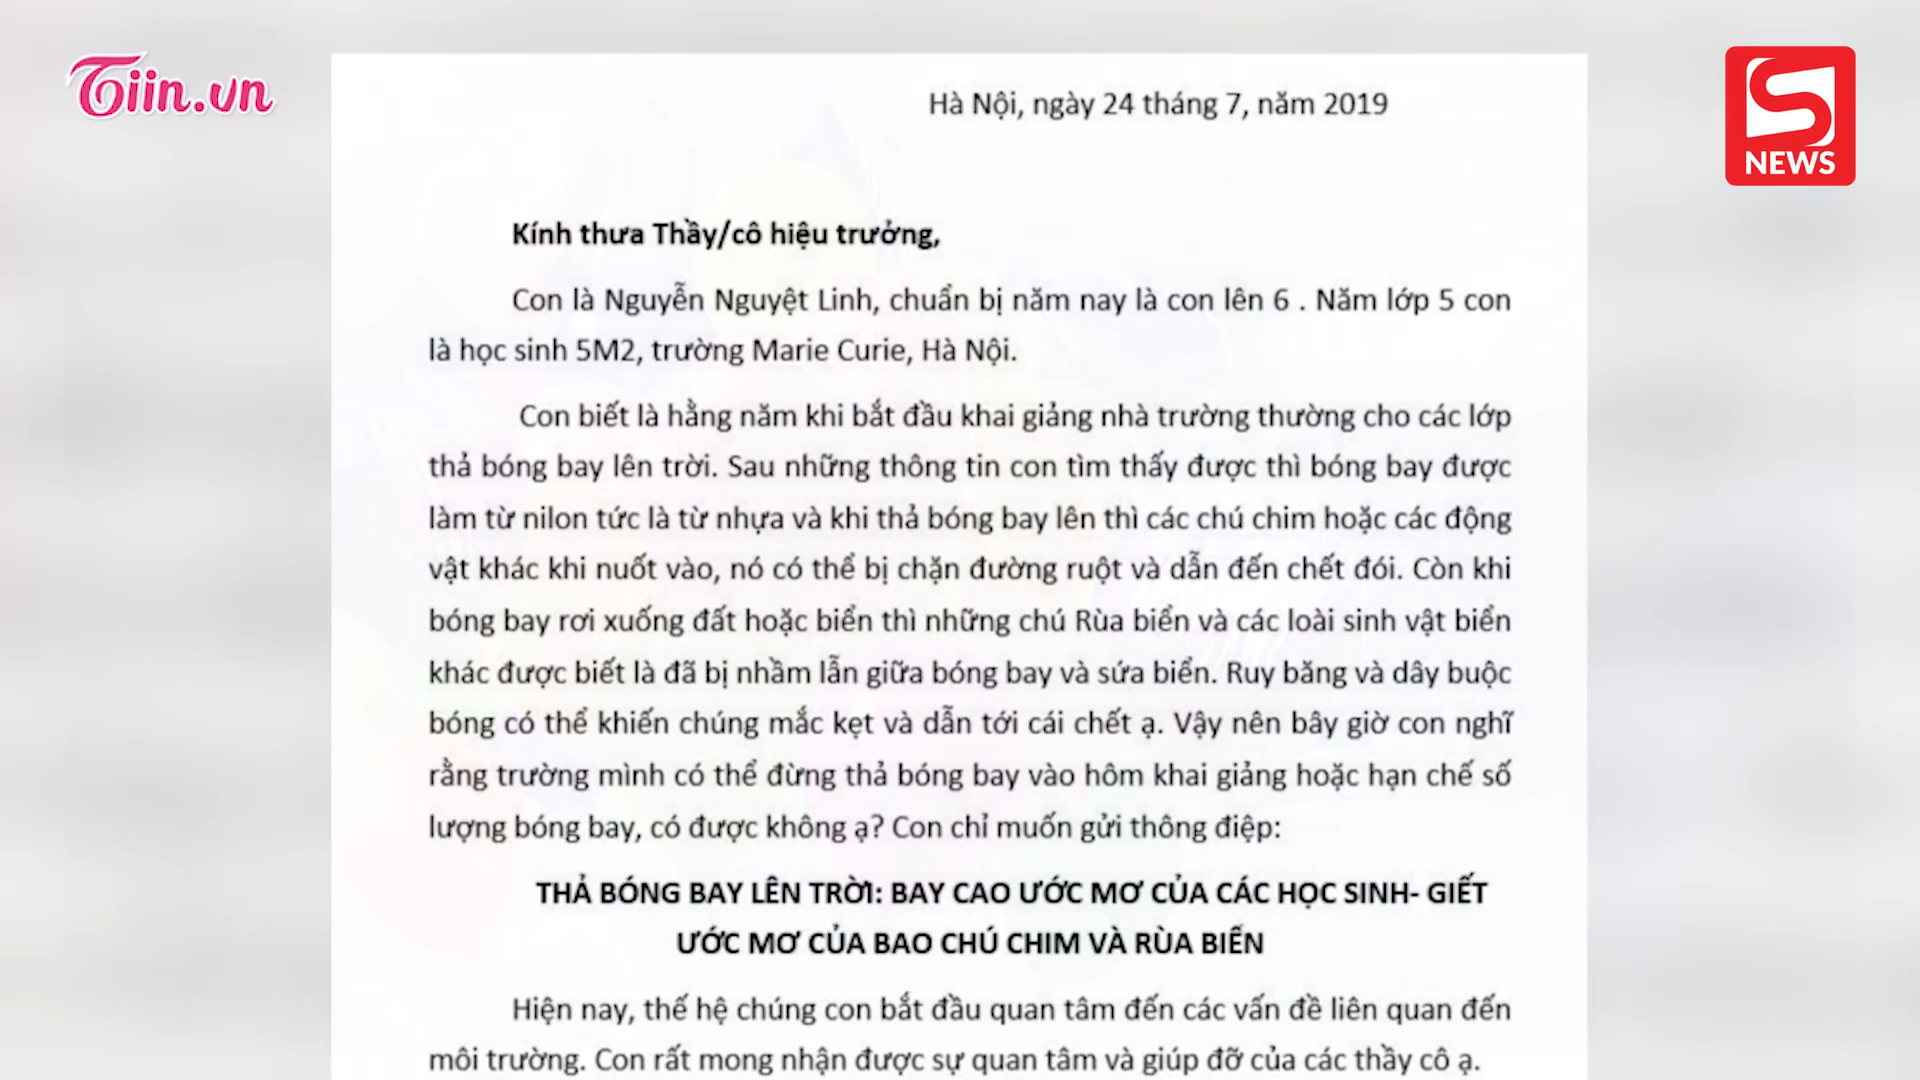 Tiin.vn
S
NEWS
Hà Nội, ngày 24 tháng 7, năm 2019
Kính thưa Thầy/cô hiệu trưởng,
Con là Nguyễn Nguyệt Linh, chuẩn bị năm nay là con lên 6 . Năm lớp 5 con
là học sinh 5M2, trường Marie Curie, Hà Nội.
Con biết là hằng năm khi bắt đầu khai giảng nhà trường thường cho các lớp
thả bóng bay lên trời. Sau những thông tin con tìm thấy được thì bóng bay được
làm từ nilon tức là từ nhựa và khi thả bóng bay lên thì các chú chim hoặc các động
vật khác khi nuốt vào, nó có thể bị chặn đường ruột và dẫn đến chết đói. Còn khi
bóng bay rơi xuống đất hoặc biển thì những chú Rùa biển và các loài sinh vật biển
khác được biết là đã bị nhầm lẫn giữa bóng bay và sứa biển. Ruy băng và dây buộc
bóng có thể khiến chúng mắc kẹt và dẫn tới cái chết ạ. Vậy nên bây giờ con nghĩ
rằng trường mình có thể đừng thả bóng bay vào hôm khai giảng hoặc hạn chế số
lượng bóng bay, có được không ạ? Con chỉ muốn gửi thông điệp:
THẢ BÓNG BAY LÊN TRỜI: BAY CAO ƯỚC MƠ CỦA CÁC HỌC SINH- GIẾT
ƯỚC MƠ CỦA BAO CHÚ CHIM VÀ RÙA BIỂN
Hiện nay, thế hệ chúng con bắt đầu quan tâm đến các vấn đề liên quan đến
môi trường. Con rất mong nhận được sự quan tâm và giúp đỡ của các thầy cô ạ.